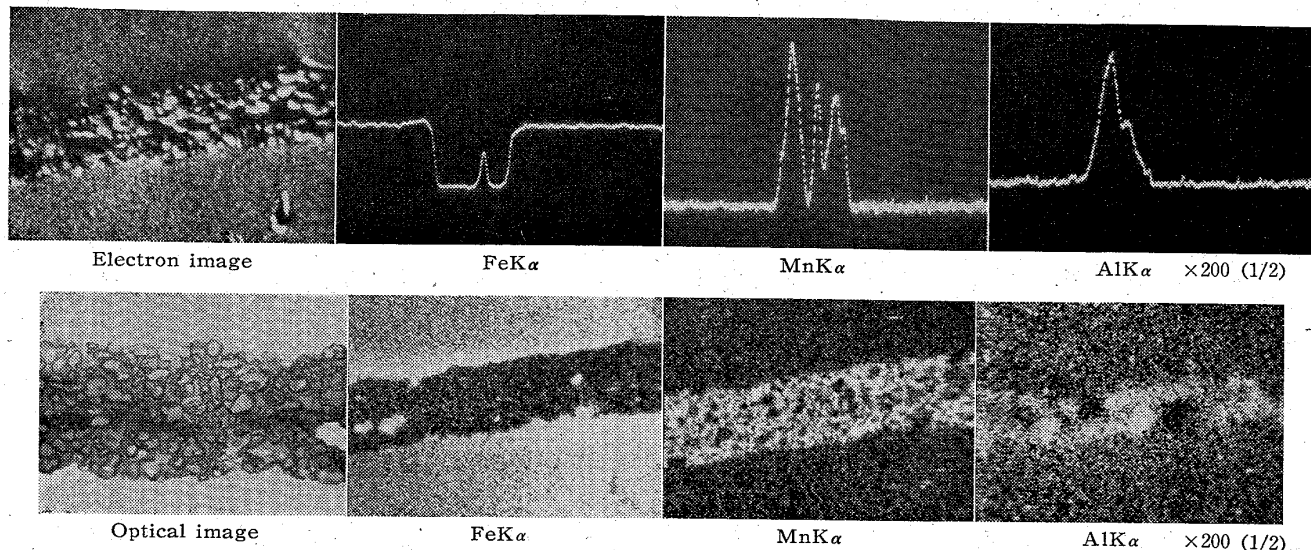 Electron image FeKα MnKα AlKα ×200 (1/2)
Optical image FeKα MnKα AlKα ×200 (1/2)